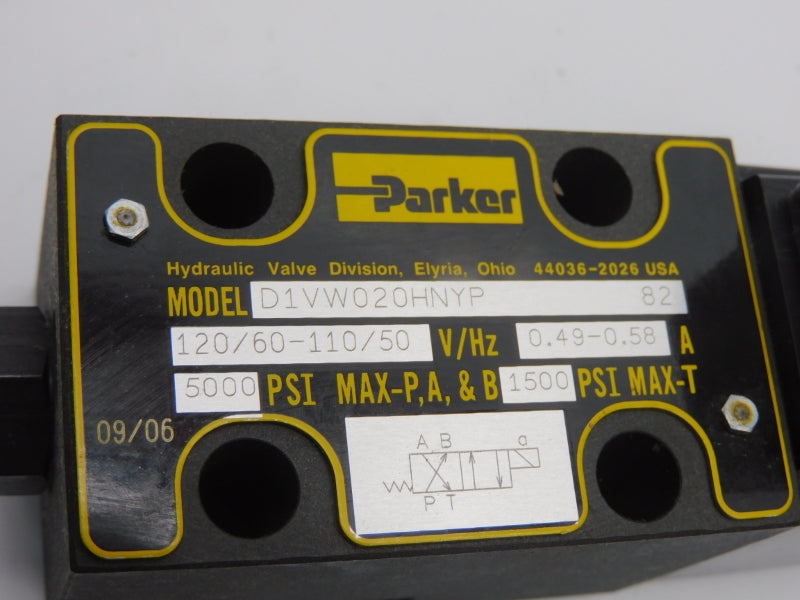 Parker
Hydraulic Valve Division, Elyria, Ohio 44036-2026 USA
MODEL D1VW020HNYP 82
120/60-110/50 V/Hz 0.49-0.58 A
5000 PSI MAX-P, A, & B 1500 PSI MAX-T
09/06
A B a
P T